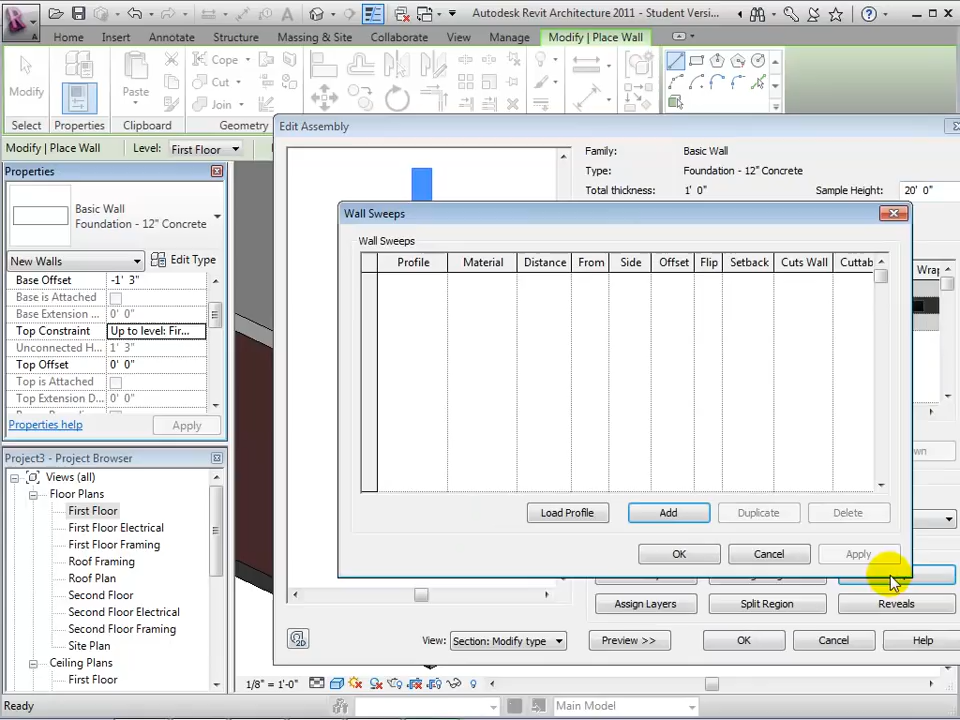 Autodesk Revit Architecture 2011 - Student Versi...
Home Insert Annotate Structure Massing & Site Collaborate View Manage Modify | Place Wall
Modify
Paste
Cope
Cut
Join
Select Properties Clipboard Geometry
Modify | Place Wall Level: First Floor
Properties
Basic Wall
Foundation - 12" Concrete
New Walls Edit Type
Base Offset -1' 3"
Base is Attached
Base Extension ... 0' 0"
Top Constraint Up to level: Fir...
Unconnected H... 1' 3"
Top Offset 0' 0"
Top is Attached
Top Extension D... 0' 0"
Properties help Apply
Project3 - Project Browser
Views (all)
Floor Plans
First Floor
First Floor Electrical
First Floor Framing
Roof Framing
Roof Plan
Second Floor
Second Floor Electrical
Second Floor Framing
Site Plan
Ceiling Plans
First Floor
Edit Assembly
Family: Basic Wall
Type: Foundation - 12" Concrete
Total thickness: 1' 0" Sample Height: 20' 0"
Wrap
Wall Sweeps
Wall Sweeps
Profile Material Distance From Side Offset Flip Setback Cuts Wall Cuttab
Load Profile Add Duplicate Delete
OK Cancel Apply
Assign Layers Split Region Reveals
View: Section: Modify type Preview >> OK Cancel Help
1/8" = 1'-0"
Ready
Main Model